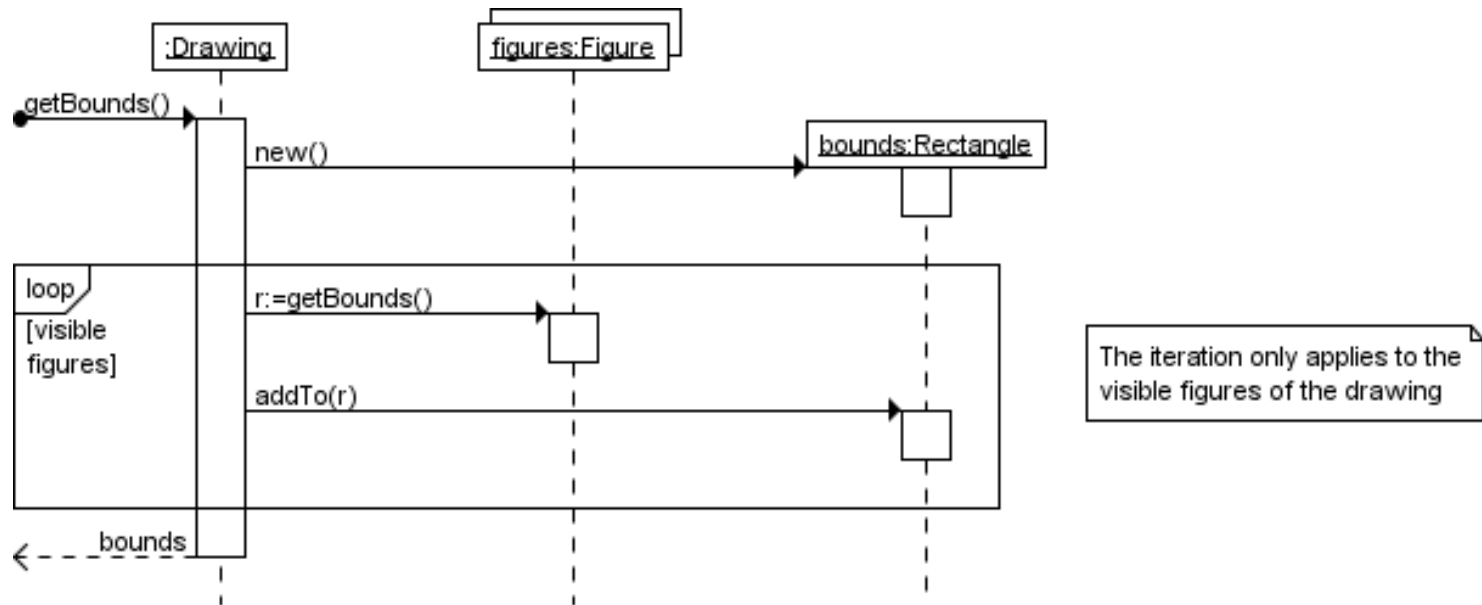 :Drawing
figures:Figure
getBounds()
new()
bounds:Rectangle
loop
[visible
figures]
r:=getBounds()
addTo(r)
The iteration only applies to the
visible figures of the drawing
bounds